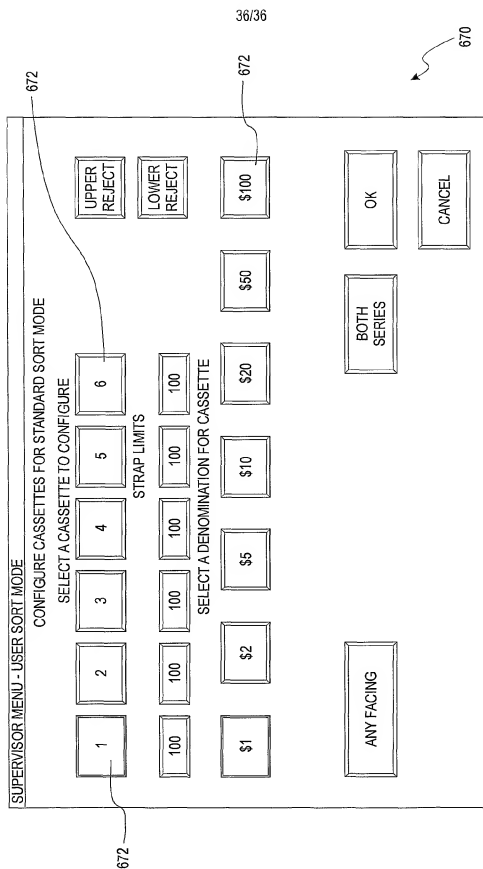 36/36
670
672
672
SUPERVISOR MENU - USER SORT MODE
CONFIGURE CASSETTES FOR STANDARD SORT MODE
SELECT A CASSETTE TO CONFIGURE
1 2 3 4 5 6 UPPER REJECT
STRAP LIMITS
100 100 100 100 100 100 LOWER REJECT
SELECT A DENOMINATION FOR CASSETTE
$1 $2 $5 $10 $20 $50 $100
ANY FACING BOTH SERIES OK
CANCEL
672